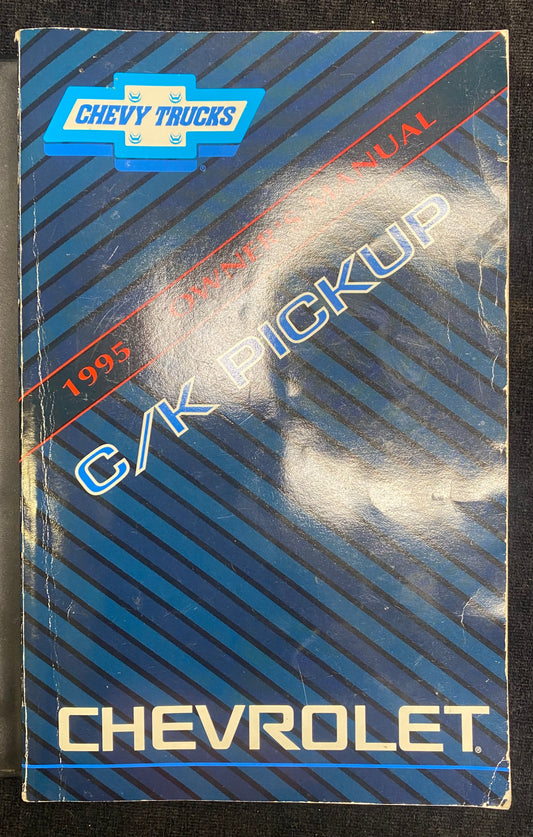 CHEVY TRUCKS
®
1995 OWNER'S MANUAL
C/K PICKUP
CHEVROLET®